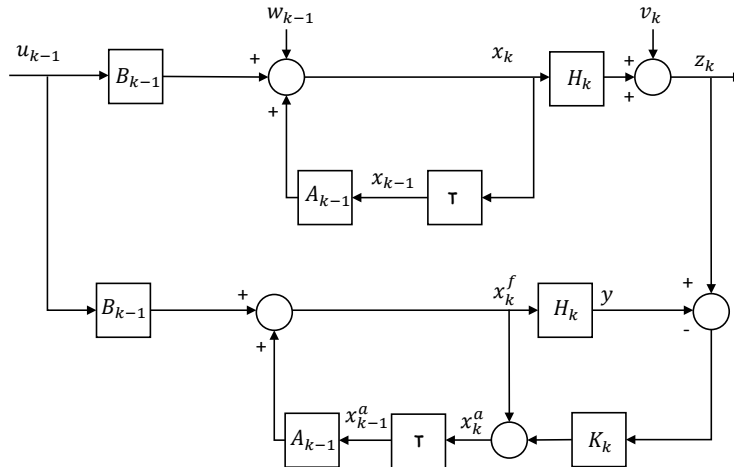 w_{k-1}
v_k
u_{k-1}
+
x_k
+
z_k
B_{k-1}
H_k
+
+
x_{k-1}
A_{k-1}
T
+
x_k^f
+
y
B_{k-1}
H_k
-
+
x_{k-1}^a
x_k^a
A_{k-1}
T
K_k